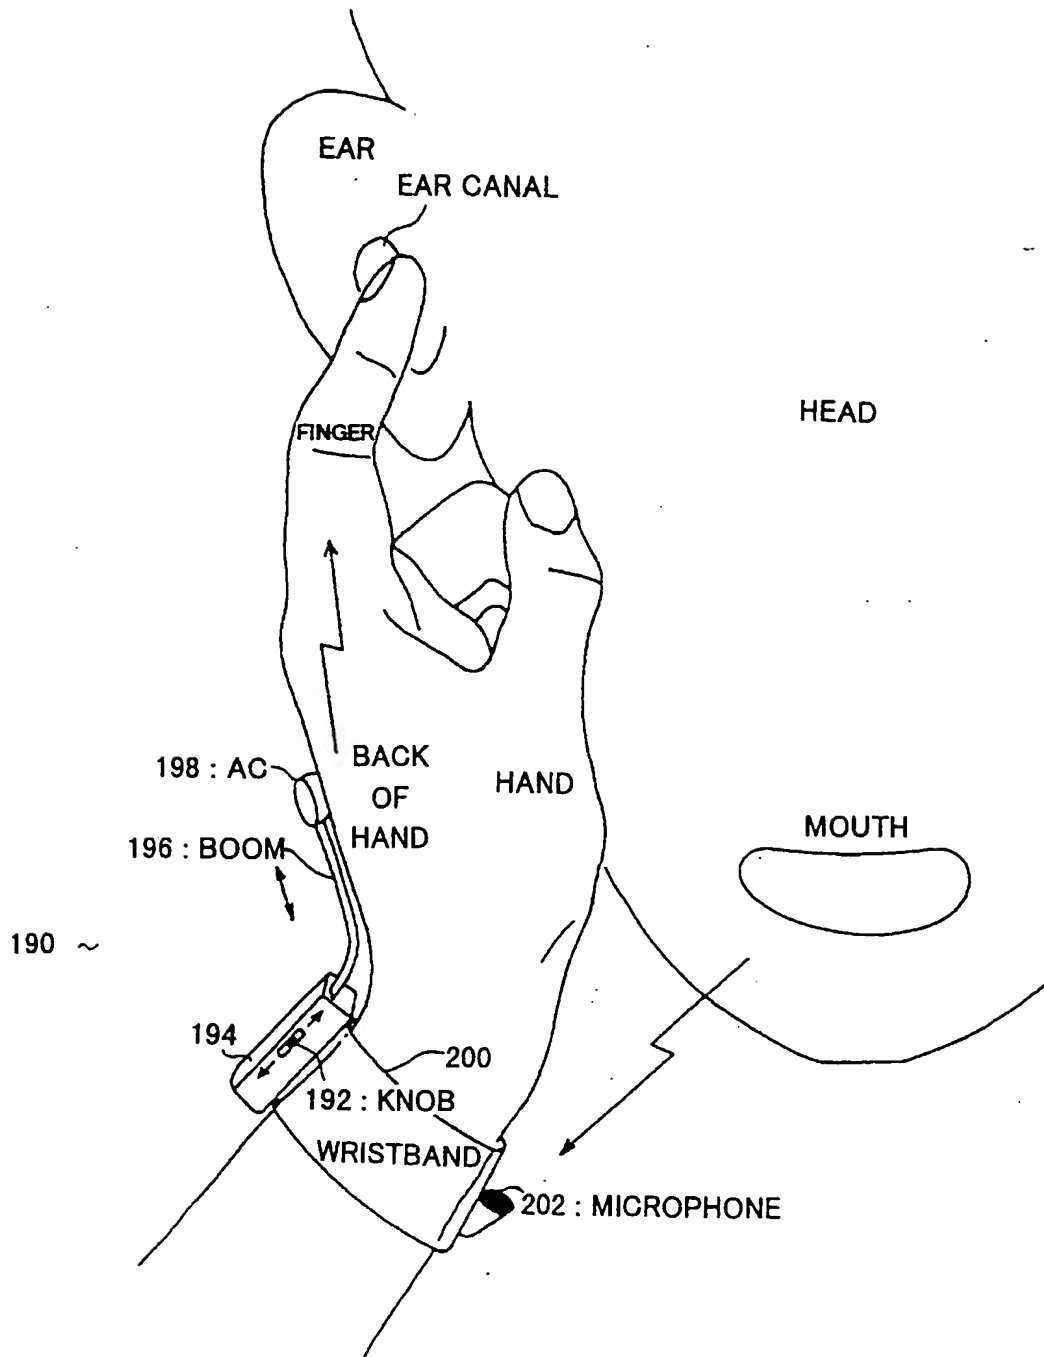 EAR
EAR CANAL
HEAD
FINGER
198 : AC
BACK
OF
HAND
HAND
MOUTH
196 : BOOM
190 ~
194
200
192 : KNOB
WRISTBAND
202 : MICROPHONE